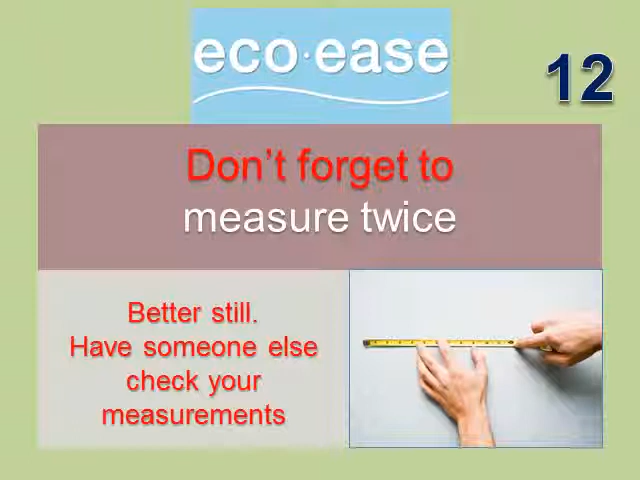 eco·ease
12
Don't forget to
measure twice
Better still.
Have someone else
check your
measurements